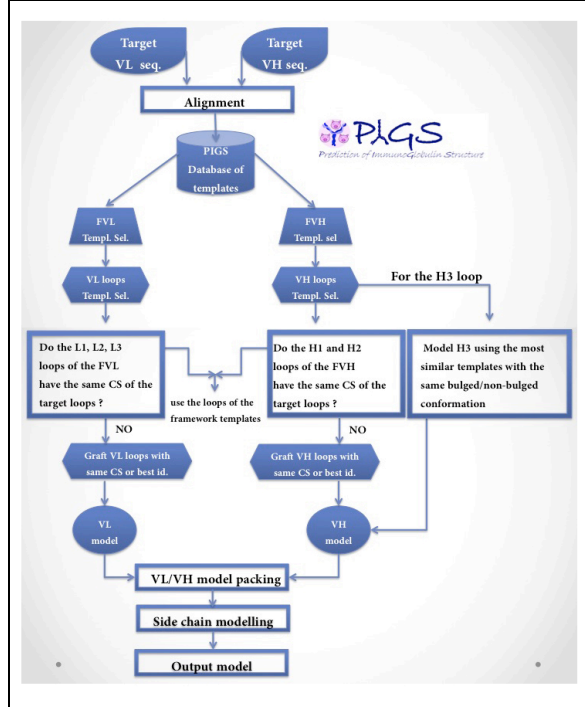 Target
VL seq.
Target
VH seq.
Alignment
PIGS
Prediction of ImmunoGlobulin Structure
PIGS
Database of
templates
FVL
Templ. Sel.
FVH
Templ. sel
VL loops
Templ. Sel.
VH loops
Templ. Sel.
For the H3 loop
Do the L1, L2, L3
loops of the FVL
have the same CS of the
target loops ?
use the loops of the
framework templates
Do the H1 and H2
loops of the FVH
have the same CS of the
target loops ?
Model H3 using the most
similar templates with the
same bulged/non-bulged
conformation
NO
NO
Graft VL loops with
same CS or best id.
Graft VH loops with
same CS or best id.
VL
model
VH
model
VL/VH model packing
Side chain modelling
Output model